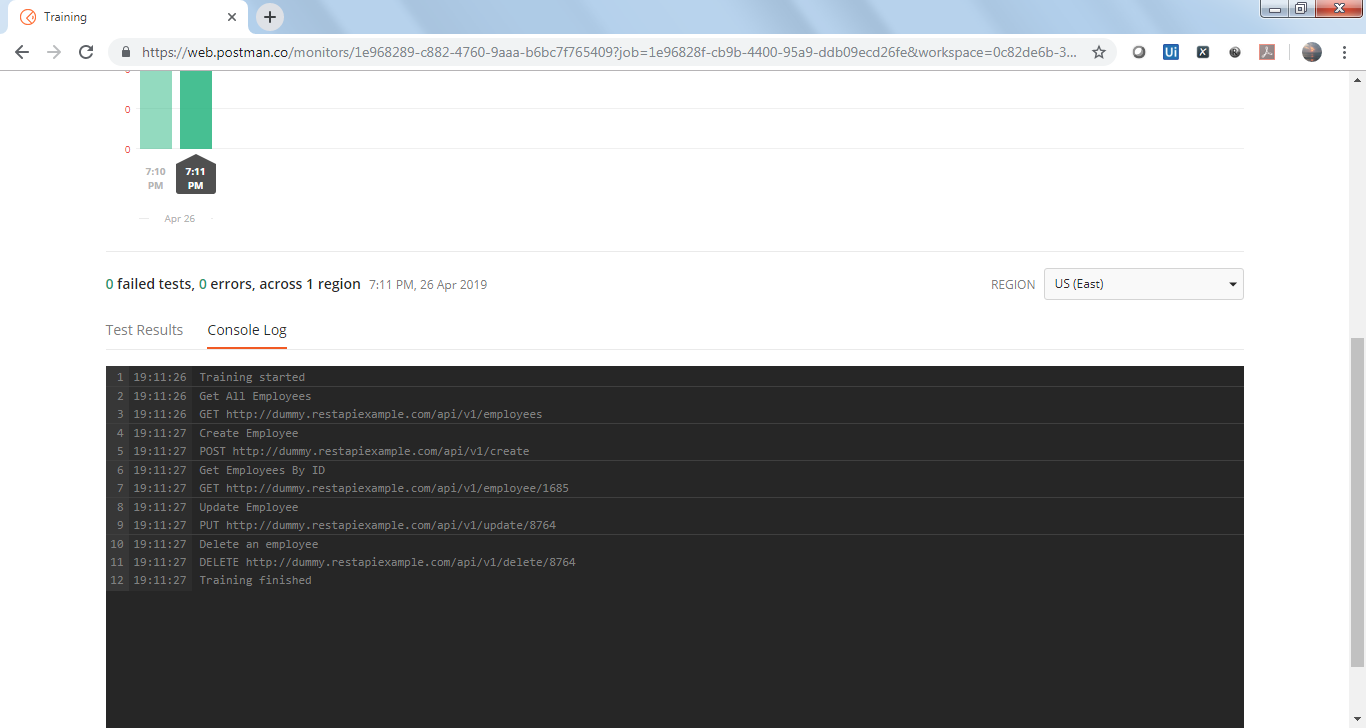 Training
https://web.postman.co/monitors/1e968289-c882-4760-9aaa-b6bc7f765409?job=1e96828f-cb9b-4400-95a9-ddb09ecd26fe&workspace=0c82de6b-3...
Ui
X
0
0
7:10 PM
7:11 PM
Apr 26
0 failed tests, 0 errors, across 1 region 7:11 PM, 26 Apr 2019
REGION US (East)
Test Results Console Log
1 19:11:26 Training started
2 19:11:26 Get All Employees
3 19:11:26 GET http://dummy.restapiexample.com/api/v1/employees
4 19:11:27 Create Employee
5 19:11:27 POST http://dummy.restapiexample.com/api/v1/create
6 19:11:27 Get Employees By ID
7 19:11:27 GET http://dummy.restapiexample.com/api/v1/employee/1685
8 19:11:27 Update Employee
9 19:11:27 PUT http://dummy.restapiexample.com/api/v1/update/8764
10 19:11:27 Delete an employee
11 19:11:27 DELETE http://dummy.restapiexample.com/api/v1/delete/8764
12 19:11:27 Training finished